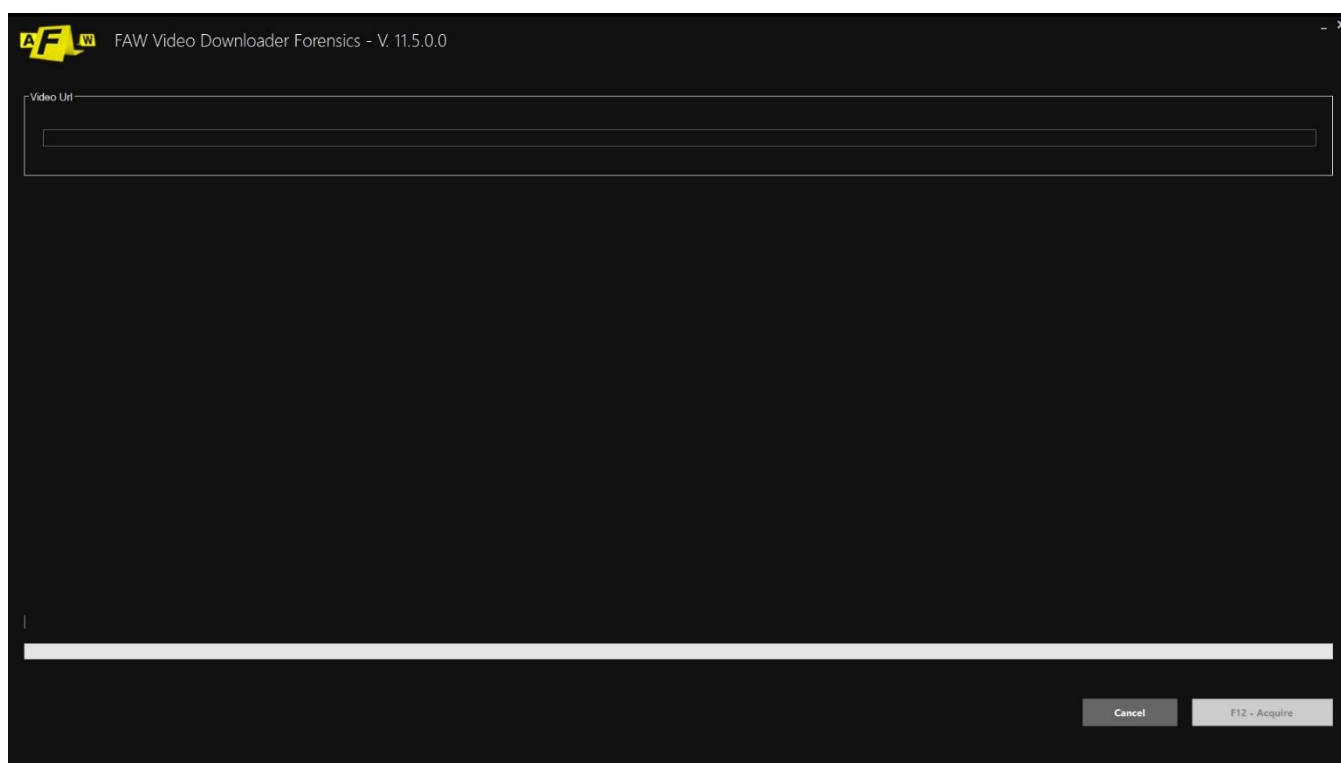 AFW
FAW Video Downloader Forensics - V. 11.5.0.0
Video Url
Cancel
F12 - Acquire